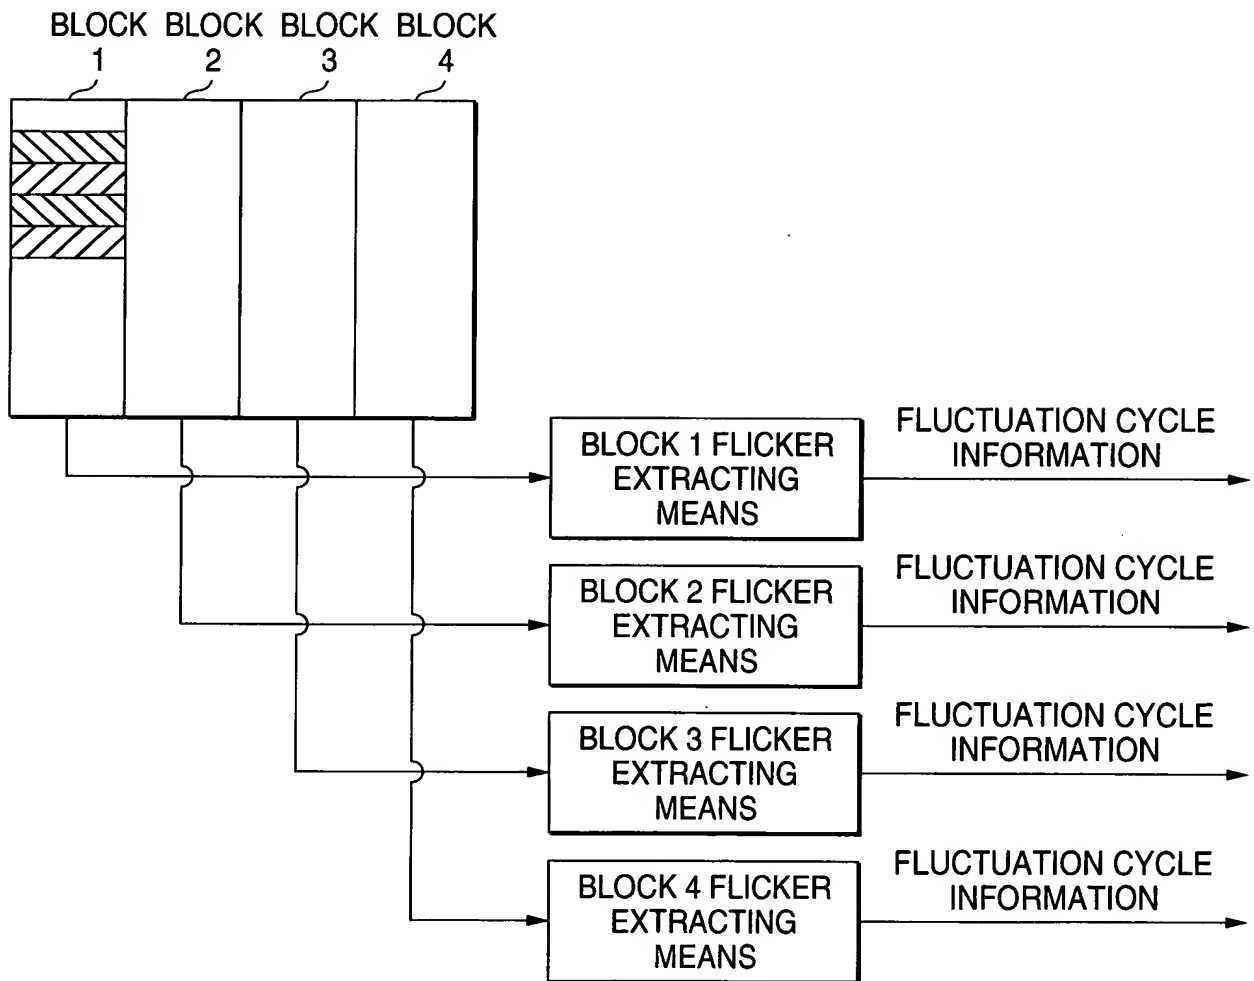 BLOCK BLOCK BLOCK BLOCK
1 2 3 4
BLOCK 1 FLICKER
EXTRACTING
MEANS
FLUCTUATION CYCLE
INFORMATION
BLOCK 2 FLICKER
EXTRACTING
MEANS
FLUCTUATION CYCLE
INFORMATION
BLOCK 3 FLICKER
EXTRACTING
MEANS
FLUCTUATION CYCLE
INFORMATION
BLOCK 4 FLICKER
EXTRACTING
MEANS
FLUCTUATION CYCLE
INFORMATION